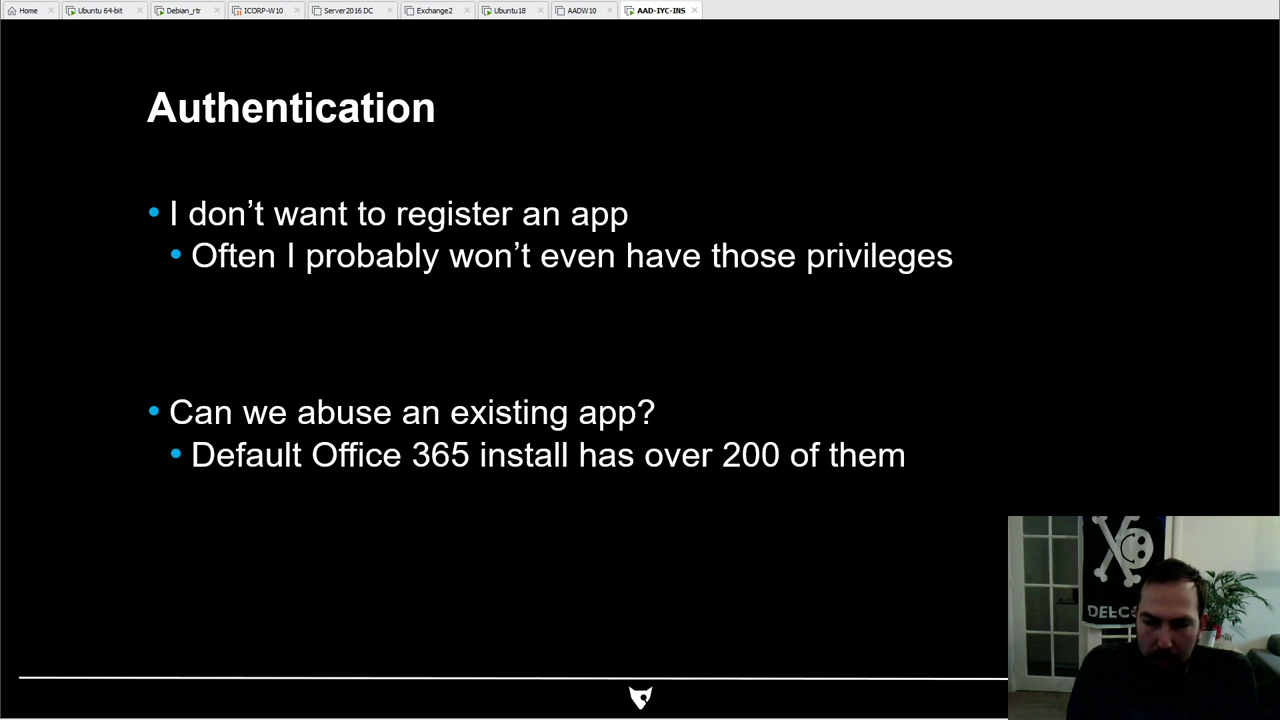 Home
Ubuntu 64-bit
Debian_rtr
ICORP-W10
Server2016 DC
Exchange2
Ubuntu18
AADW10
AAD-IYC-INS
Authentication
• I don’t want to register an app
• Often I probably won’t even have those privileges
• Can we abuse an existing app?
• Default Office 365 install has over 200 of them